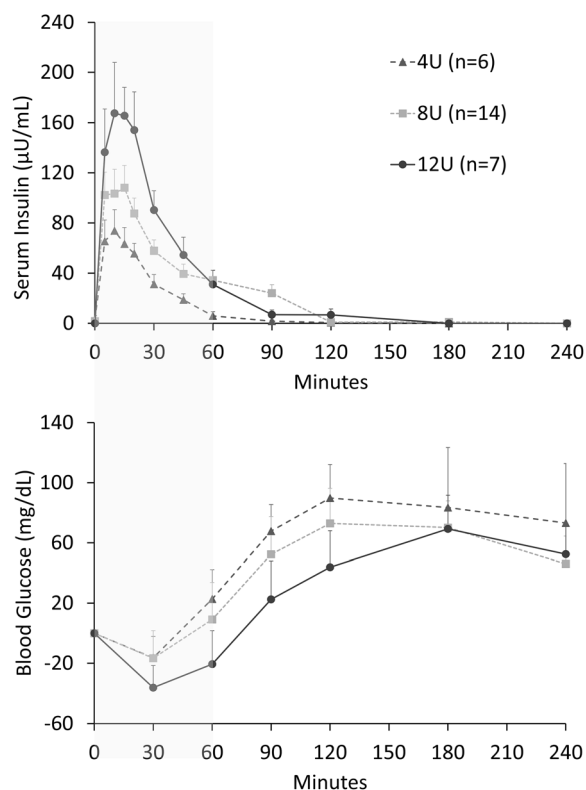 Serum Insulin (µU/mL)
240
200
160
120
80
40
0
4U (n=6)
8U (n=14)
12U (n=7)
0 30 60 90 120 150 180 210 240
Minutes
Blood Glucose (mg/dL)
140
100
60
20
-20
-60
0 30 60 90 120 150 180 210 240
Minutes